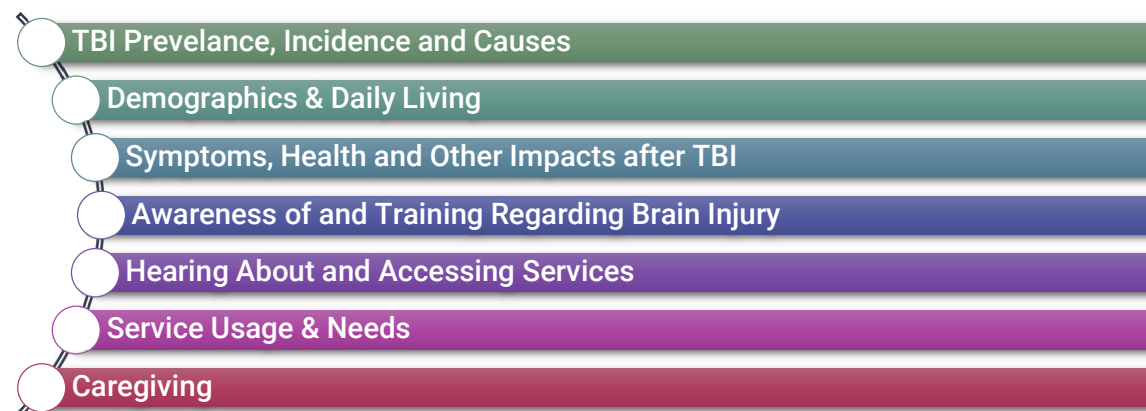 TBI Prevelance, Incidence and Causes
Demographics & Daily Living
Symptoms, Health and Other Impacts after TBI
Awareness of and Training Regarding Brain Injury
Hearing About and Accessing Services
Service Usage & Needs
Caregiving